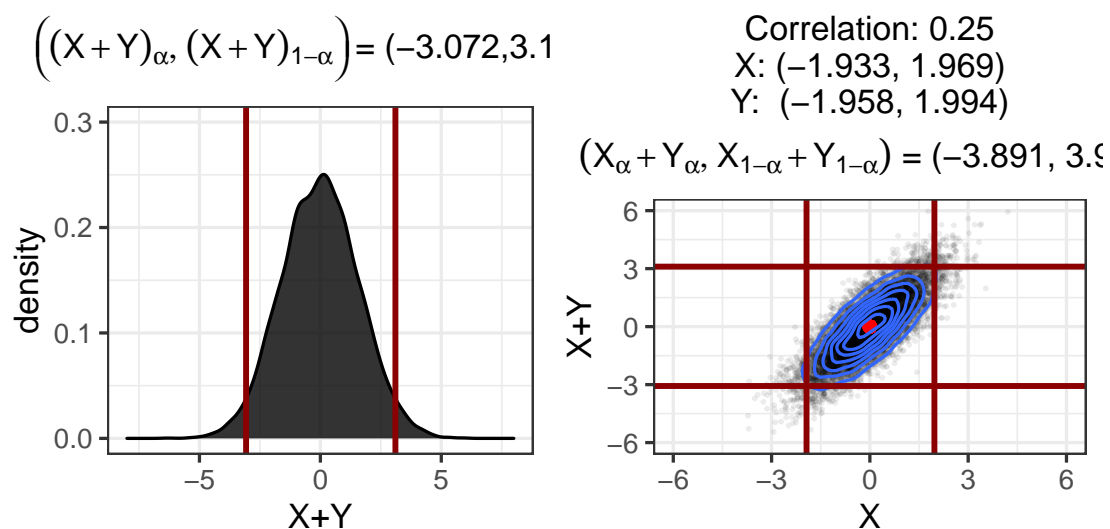 ((X + Y)α, (X + Y)1−α) = (−3.072,3.1
0.3
0.2
0.1
0.0
density
−5 0 5
X+Y
Correlation: 0.25
X: (−1.933, 1.969)
Y: (−1.958, 1.994)
(Xα + Yα, X1−α + Y1−α) = (−3.891, 3.9
6
3
0
−3
−6
X+Y
−6 −3 0 3 6
X